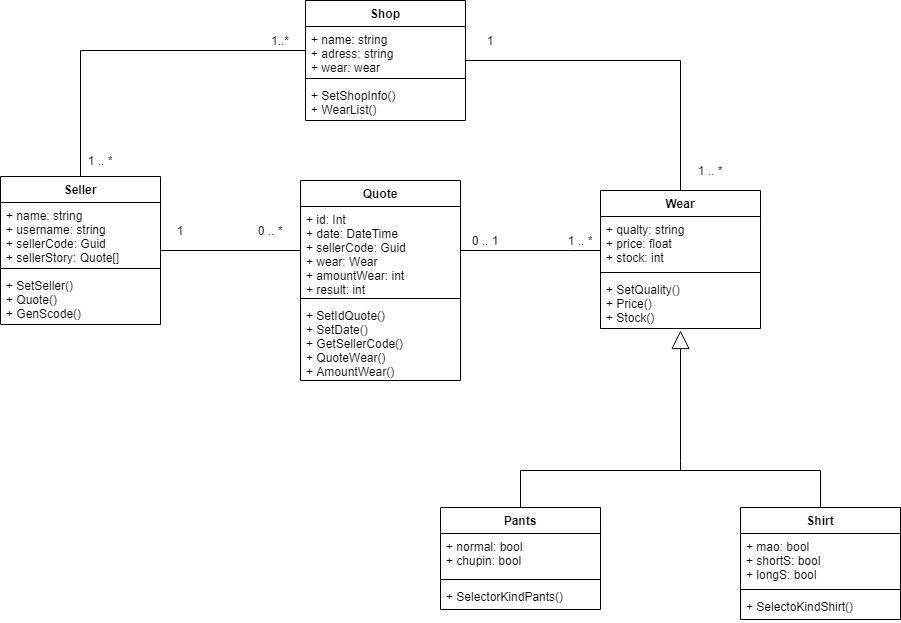 Shop
+ name: string
+ adress: string
+ wear: wear
+ SetShopInfo()
+ WearList()
1..*
1
1 .. *
1 .. *
Seller
+ name: string
+ username: string
+ sellerCode: Guid
+ sellerStory: Quote[]
+ SetSeller()
+ Quote()
+ GenScode()
1
0 .. *
Quote
+ id: Int
+ date: DateTime
+ sellerCode: Guid
+ wear: Wear
+ amountWear: int
+ result: int
+ SetIdQuote()
+ SetDate()
+ GetSellerCode()
+ QuoteWear()
+ AmountWear()
0 .. 1
1 .. *
Wear
+ qualty: string
+ price: float
+ stock: int
+ SetQuality()
+ Price()
+ Stock()
Pants
+ normal: bool
+ chupin: bool
+ SelectorKindPants()
Shirt
+ mao: bool
+ shortS: bool
+ longS: bool
+ SelectoKindShirt()